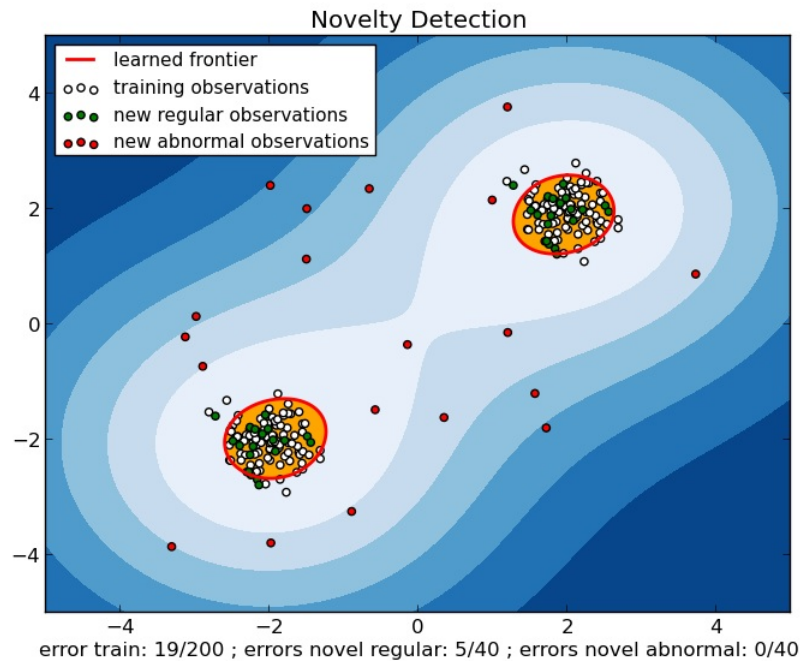 Novelty Detection
learned frontier
training observations
new regular observations
new abnormal observations
4
2
0
−2
−4
−4 −2 0 2 4
error train: 19/200 ; errors novel regular: 5/40 ; errors novel abnormal: 0/40